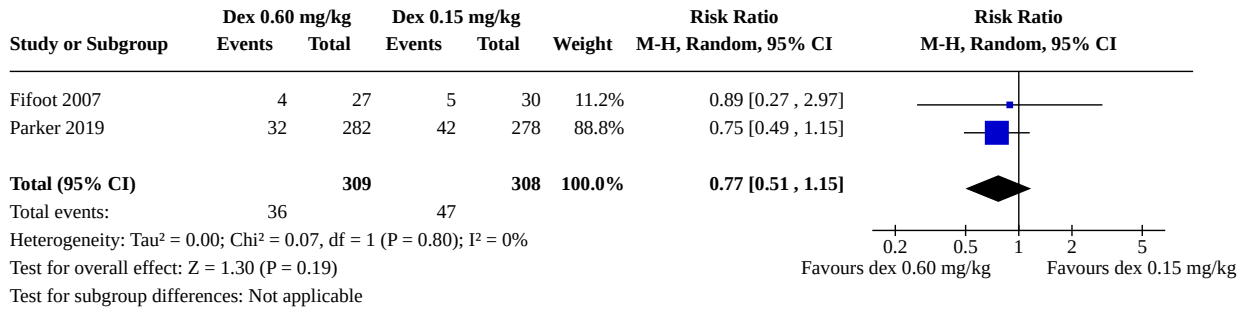 Dex 0.60 mg/kg Dex 0.15 mg/kg Risk Ratio Risk Ratio
Study or Subgroup Events Total Events Total Weight M-H, Random, 95% CI M-H, Random, 95% CI
Fifoot 2007 4 27 5 30 11.2% 0.89 [0.27 , 2.97]
Parker 2019 32 282 42 278 88.8% 0.75 [0.49 , 1.15]
Total (95% CI) 309 308 100.0% 0.77 [0.51 , 1.15]
Total events: 36 47
Heterogeneity: Tau² = 0.00; Chi² = 0.07, df = 1 (P = 0.80); I² = 0%
0.2 0.5 1 2 5
Test for overall effect: Z = 1.30 (P = 0.19) Favours dex 0.60 mg/kg Favours dex 0.15 mg/kg
Test for subgroup differences: Not applicable